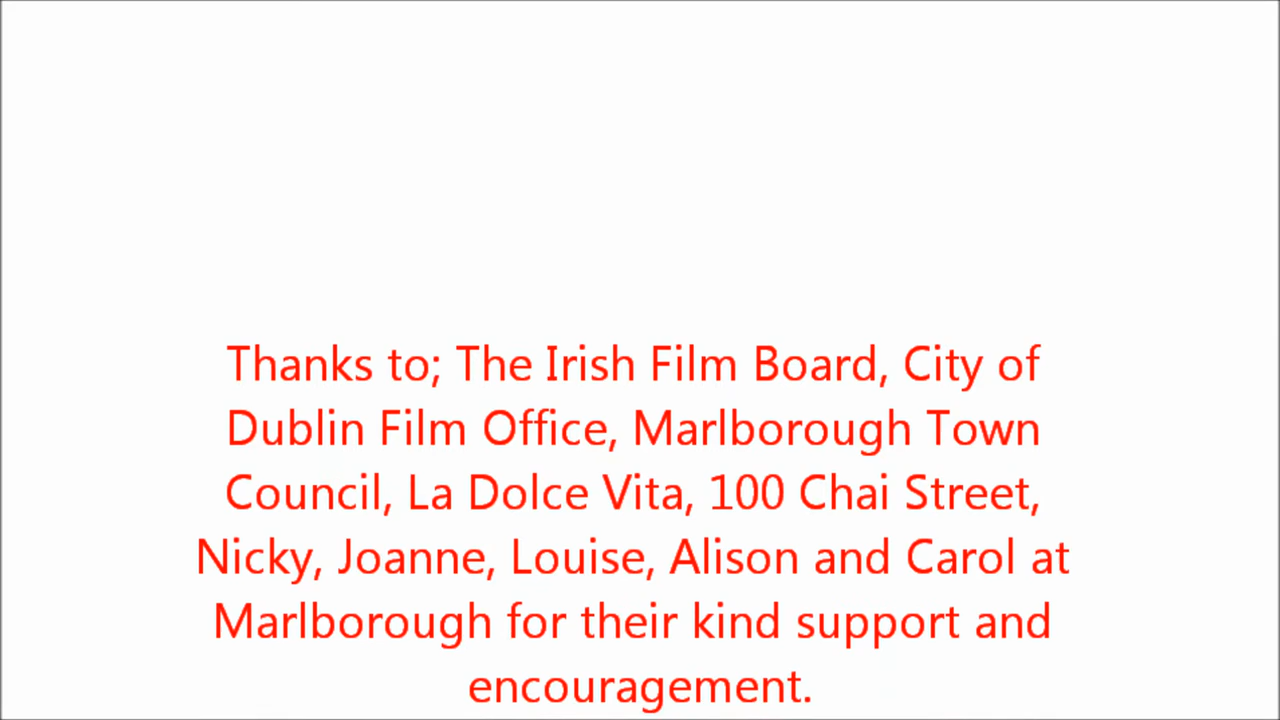 Thanks to; The Irish Film Board, City of
Dublin Film Office, Marlborough Town
Council, La Dolce Vita, 100 Chai Street,
Nicky, Joanne, Louise, Alison and Carol at
Marlborough for their kind support and
encouragement.